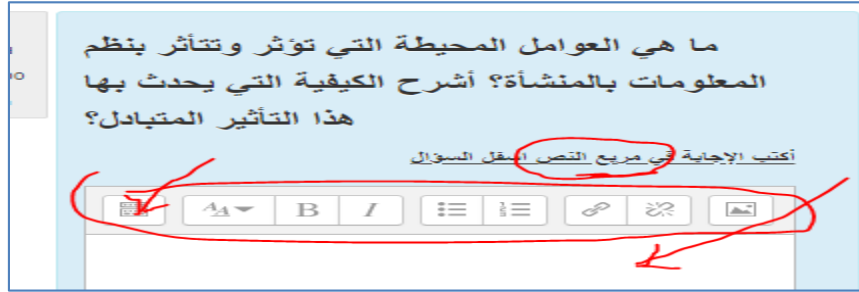 ما هي العوامل المحيطة التي تؤثر وتتأثر بنظم
المعلومات بالمنشأة؟ أشرح الكيفية التي يحدث بها
هذا التأثير المتبادل؟
أكتب الإجابة في مربع النص اسفل السؤال